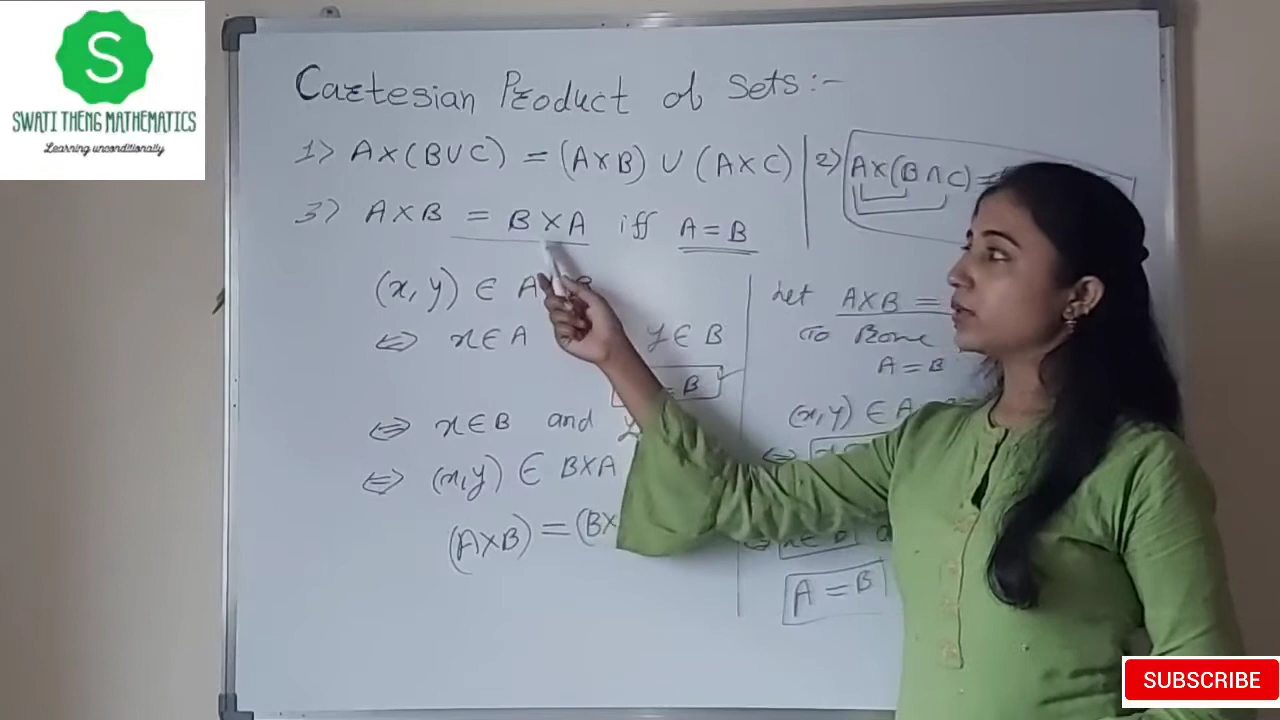 S
SWATI THENG MATHEMATICS
Learning unconditionally
Cartesian Product of Sets :-
1> A×(B∪C) = (A×B) ∪ (A×C)
2> A×(B∩C) =
3> A×B = B×A iff A = B
(x, y) ∈ A×B
⇔ x∈A y∈B
= B
⇔ x∈B and
⇔ (x,y) ∈ B×A
(A×B) = (B×
Let A×B =
To Prove
A = B
(x,y) ∈ A
⇔
A = B
SUBSCRIBE